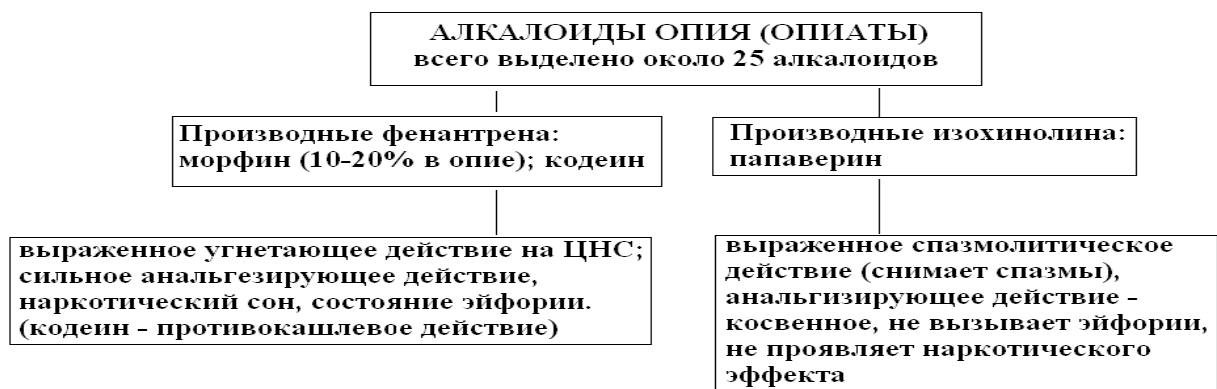 АЛКАЛОИДЫ ОПИЯ (ОПИАТЫ)
всего выделено около 25 алкалоидов
Производные фенантрена:
морфин (10-20% в опие); кодеин
Производные изохинолина:
папаверин
выраженное угнетающее действие на ЦНС;
сильное анальгезирующее действие,
наркотический сон, состояние эйфории.
(кодеин - противокашлевое действие)
выраженное спазмолитическое
действие (снимает спазмы),
анальгизирующее действие -
косвенное, не вызывает эйфории,
не проявляет наркотического
эффекта